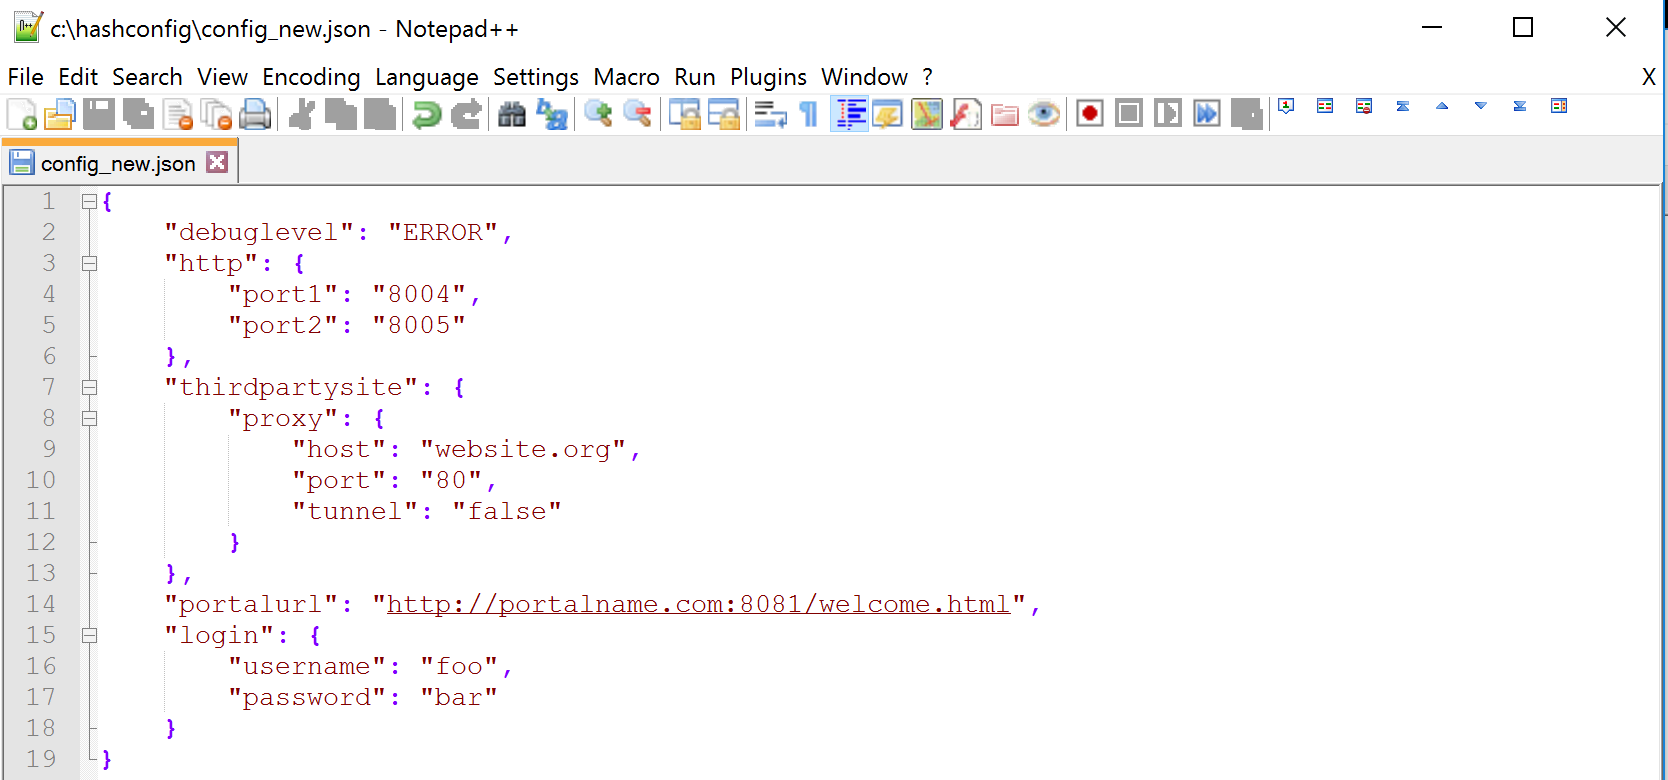 c:\hashconfig\config_new.json - Notepad++
File Edit Search View Encoding Language Settings Macro Run Plugins Window ? X
config_new.json
1 {
2     "debuglevel": "ERROR",
3     "http": {
4         "port1": "8004",
5         "port2": "8005"
6     },
7     "thirdpartysite": {
8         "proxy": {
9             "host": "website.org",
10             "port": "80",
11             "tunnel": "false"
12         }
13     },
14     "portalurl": "http://portalname.com:8081/welcome.html",
15     "login": {
16         "username": "foo",
17         "password": "bar"
18     }
19 }